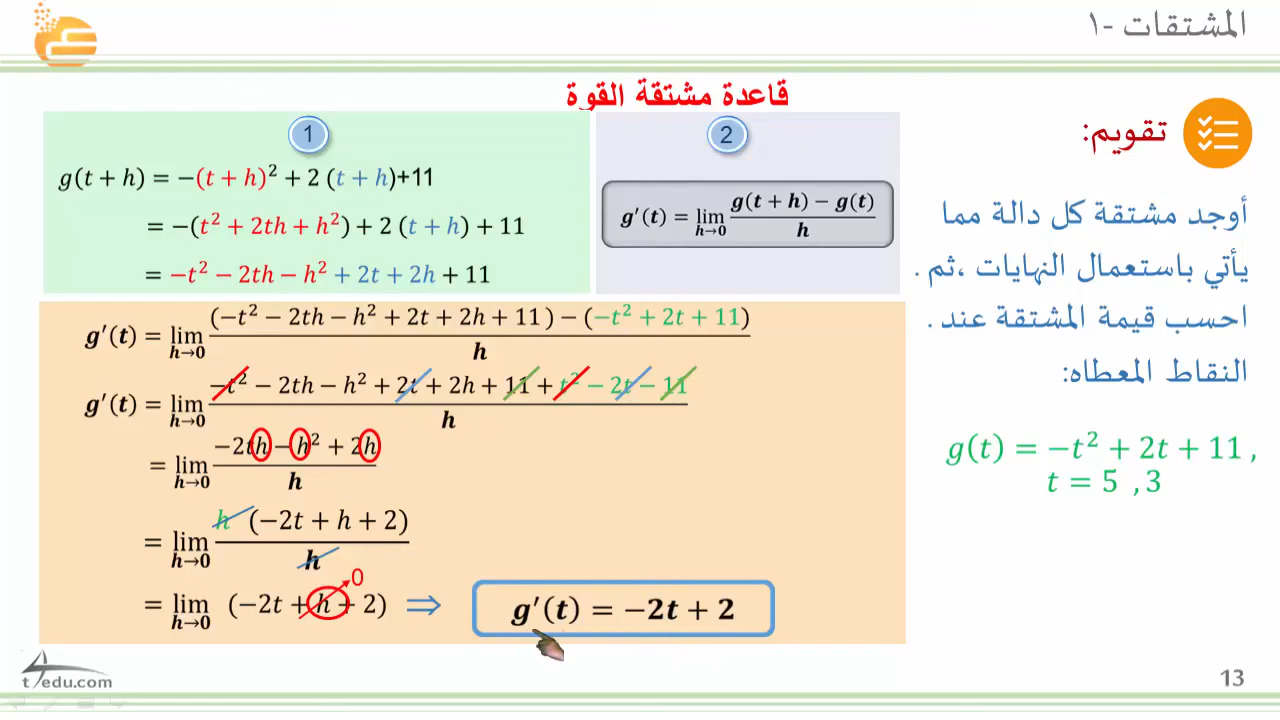 المشتقات -١
قاعدة مشتقة القوة
تقويم:
أوجد مشتقة كل دالة مما
يأتي باستعمال النهايات ،ثم .
احسب قيمة المشتقة عند .
النقاط المعطاه:
g(t) = −t² + 2t + 11 ,
t = 5 ,3
1
g(t + h) = −(t + h)² + 2 (t + h)+11
= −(t² + 2th + h²) + 2 (t + h) + 11
= −t² − 2th − h² + 2t + 2h + 11
2
g′(t) = lim h→0 (g(t + h) − g(t)) / h
g′(t) = lim h→0 ((−t² − 2th − h² + 2t + 2h + 11 ) − (−t² + 2t + 11)) / h
g′(t) = lim h→0 (−t² − 2th − h² + 2t + 2h + 11 + t² − 2t − 11) / h
= lim h→0 (−2th − h² + 2h) / h
= lim h→0 h (−2t + h + 2) / h
= lim h→0 (−2t + h + 2) 0 ⇒ g′(t) = −2t + 2
t4edu.com
13